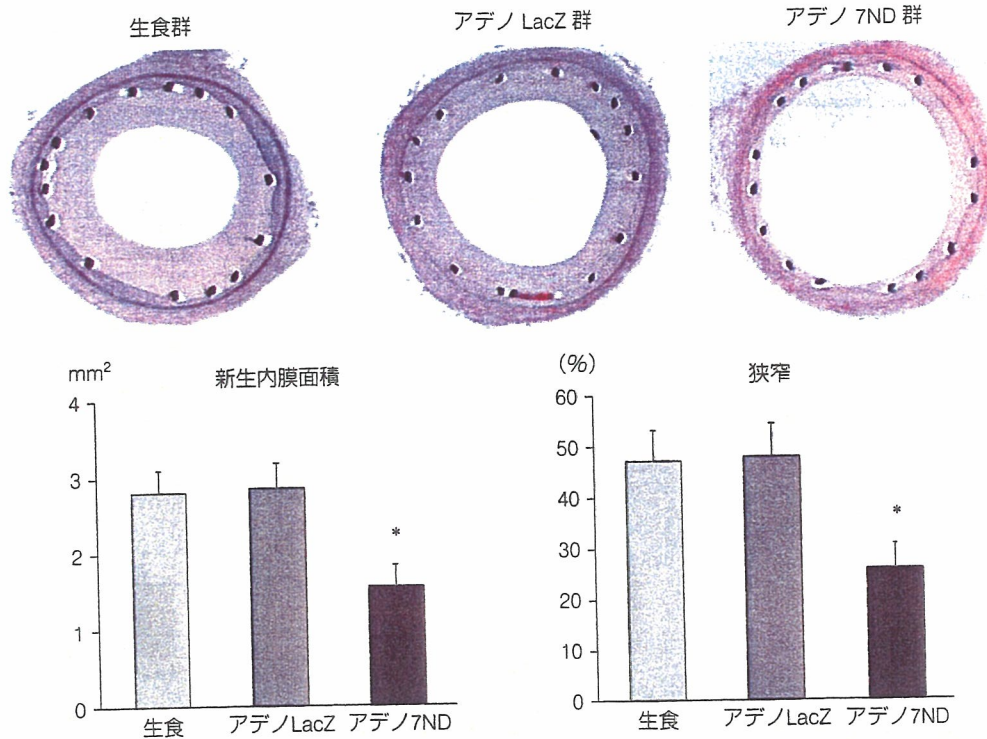 生食群
アデノ LacZ 群
アデノ 7ND 群
mm²
新生内膜面積
4
3
2
1
0
*
生食
アデノLacZ
アデノ7ND
(%)
狭窄
60
50
40
30
20
10
0
*
生食
アデノLacZ
アデノ7ND